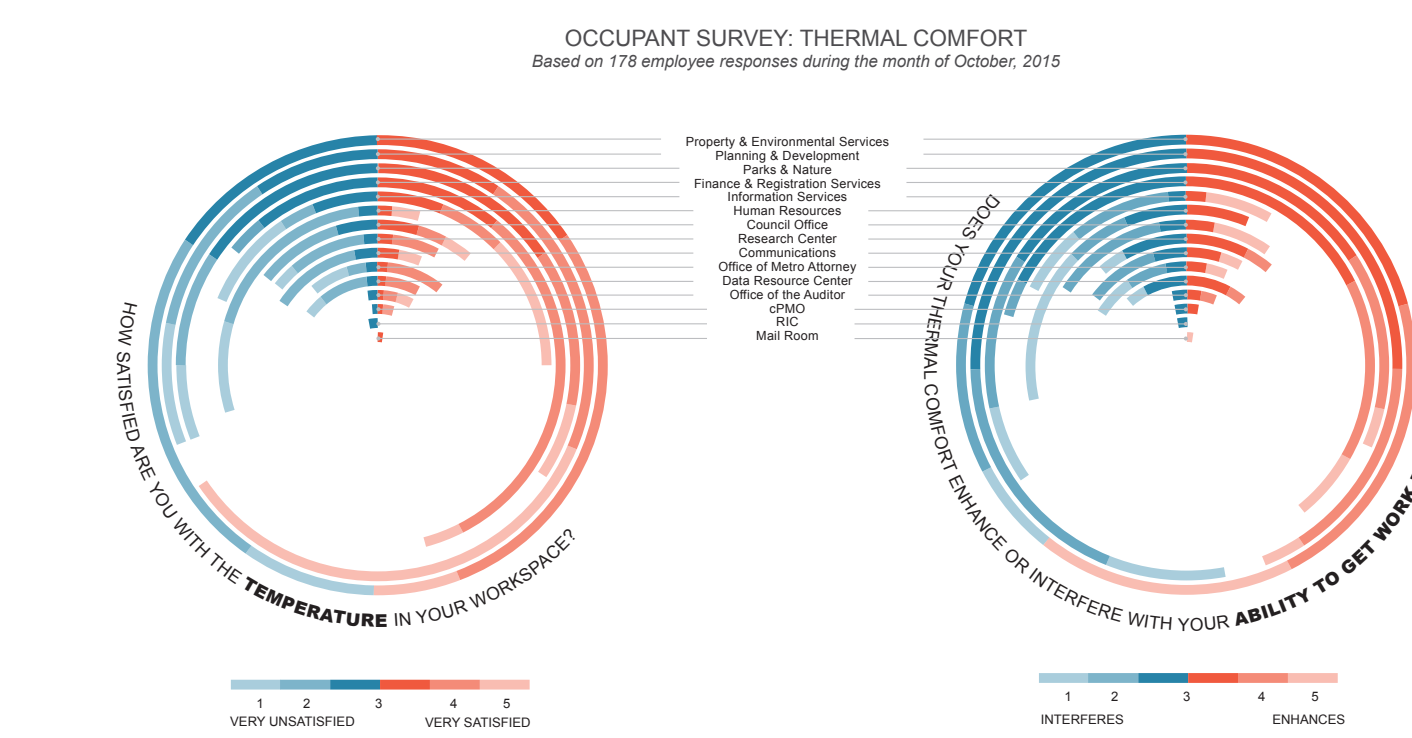 OCCUPANT SURVEY: THERMAL COMFORT
Based on 178 employee responses during the month of October, 2015
Property & Environmental Services
Planning & Development
Parks & Nature
Finance & Registration Services
Information Services
Human Resources
Council Office
Research Center
Communications
Office of Metro Attorney
Data Resource Center
Office of the Auditor
cPMO
RIC
Mail Room
HOW SATISFIED ARE YOU WITH THE TEMPERATURE IN YOUR WORKSPACE?
DOES YOUR THERMAL COMFORT ENHANCE OR INTERFERE WITH YOUR ABILITY TO GET WORK
1 2 3 4 5
VERY UNSATISFIED VERY SATISFIED
1 2 3 4 5
INTERFERES ENHANCES